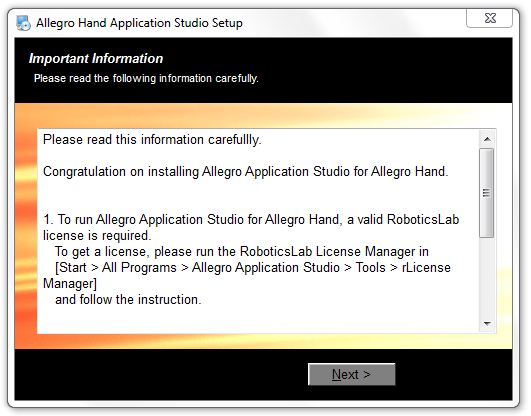 Allegro Hand Application Studio Setup
Important Information
Please read the following information carefully.
Please read this information carefullly.
Congratulation on installing Allegro Application Studio for Allegro Hand.
1. To run Allegro Application Studio for Allegro Hand, a valid RoboticsLab
license is required.
To get a license, please run the RoboticsLab License Manager in
[Start > All Programs > Allegro Application Studio > Tools > rLicense
Manager]
and follow the instruction.
Next >